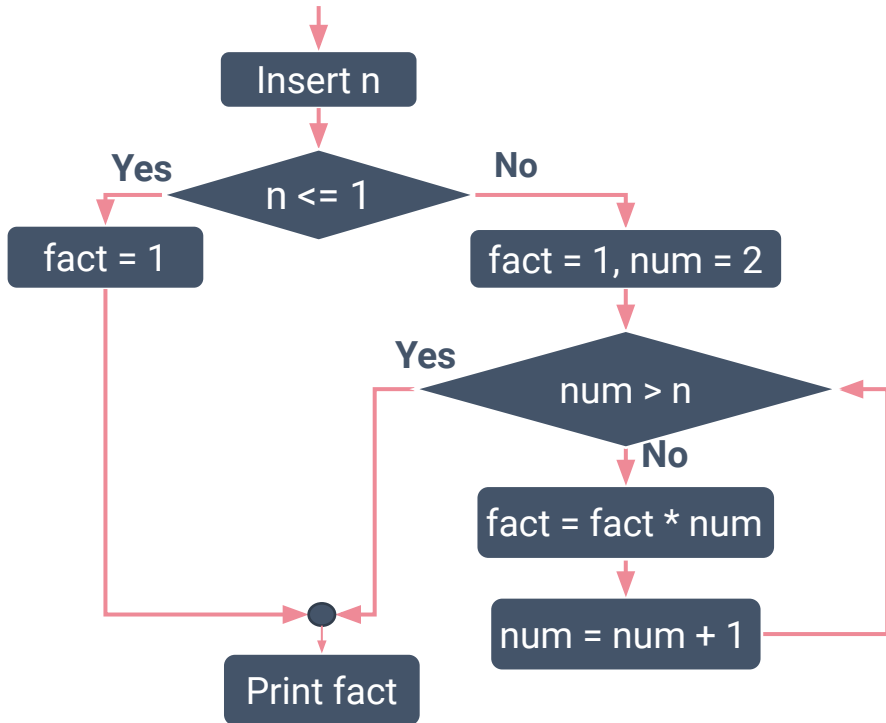 Insert n
Yes
No
n <= 1
fact = 1
fact = 1, num = 2
Yes
num > n
No
fact = fact * num
num = num + 1
Print fact